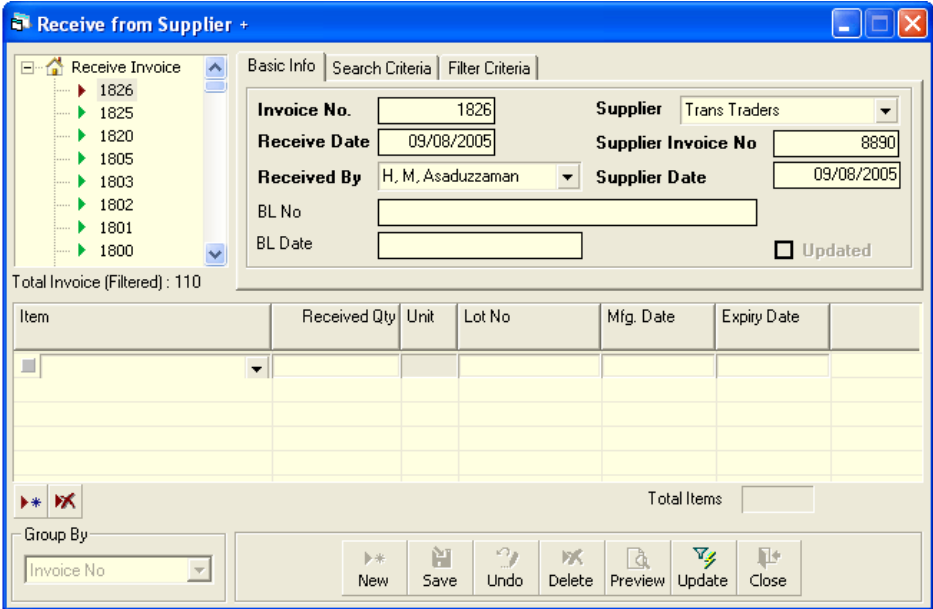 Receive from Supplier +
Receive Invoice
1826
1825
1820
1805
1803
1802
1801
1800
Total Invoice (Filtered) : 110
Basic Info Search Criteria Filter Criteria
Invoice No. 1826 Supplier Trans Traders
Receive Date 09/08/2005 Supplier Invoice No 8890
Received By H, M, Asaduzzaman Supplier Date 09/08/2005
BL No
BL Date Updated
Item Received Qty Unit Lot No Mfg. Date Expiry Date
Total Items
Group By
Invoice No
New Save Undo Delete Preview Update Close